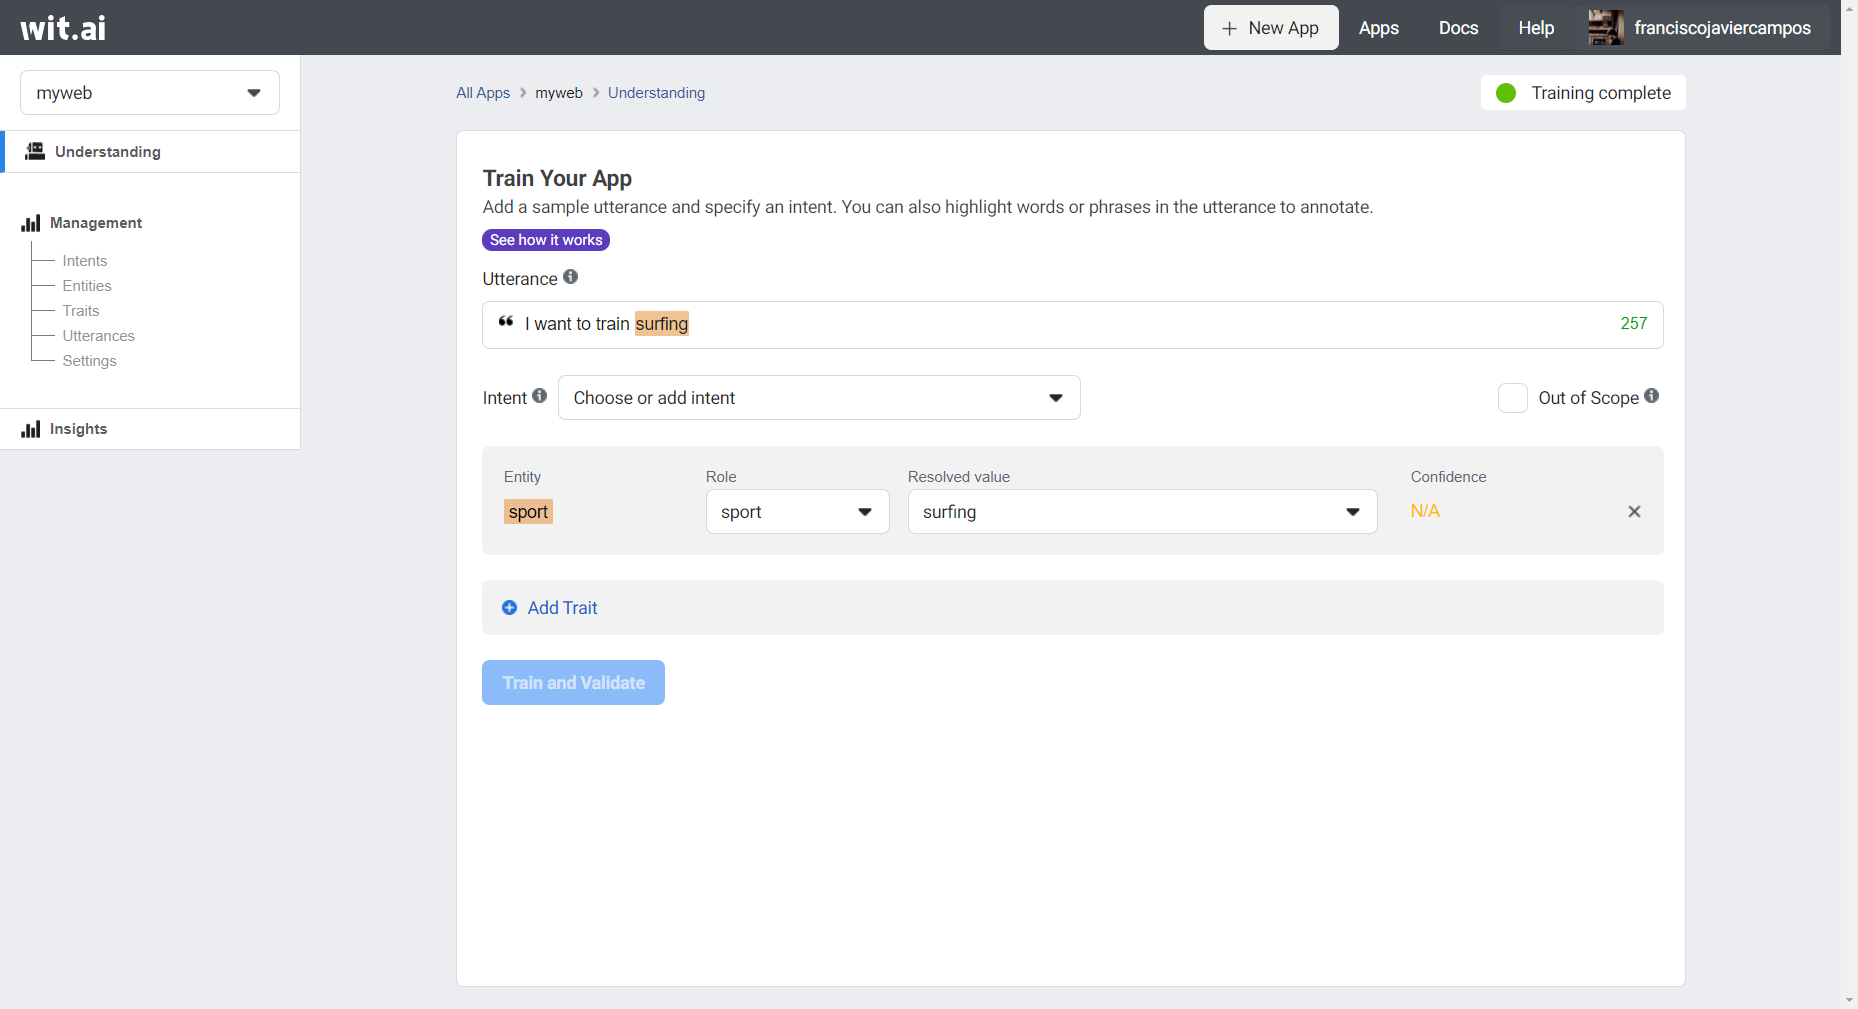 wit.ai
New App
Apps
Docs
Help
franciscojaviercampos
myweb
Understanding
Management
Intents
Entities
Traits
Utterances
Settings
Insights
All Apps > myweb > Understanding
Training complete
Train Your App
Add a sample utterance and specify an intent. You can also highlight words or phrases in the utterance to annotate.
See how it works
Utterance
I want to train surfing
257
Intent
Choose or add intent
Out of Scope
Entity
Role
Resolved value
Confidence
sport
sport
surfing
N/A
Add Trait
Train and Validate